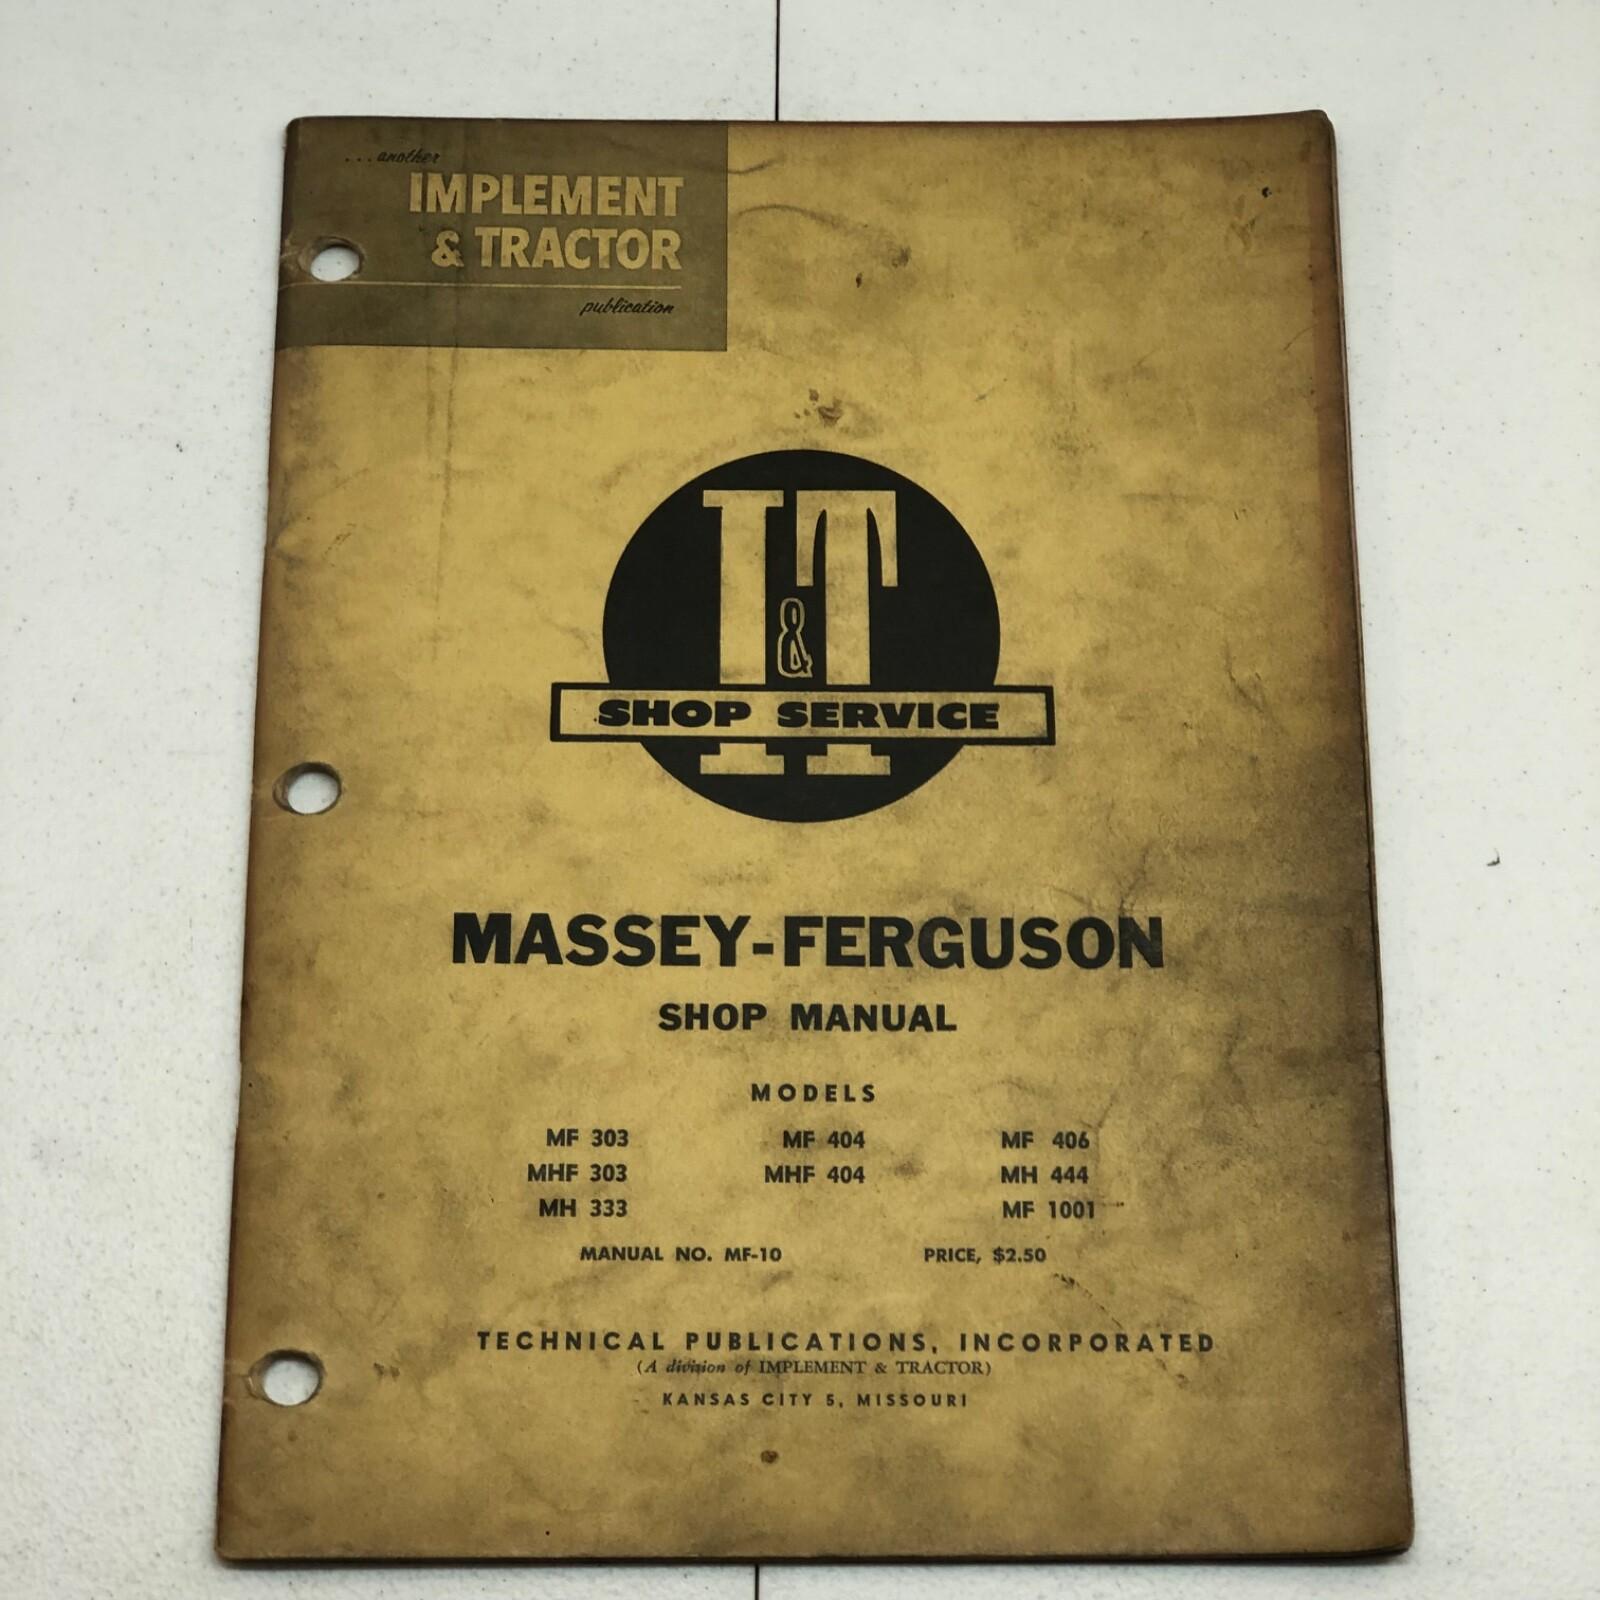 ...another
IMPLEMENT
& TRACTOR
publication
I&T
SHOP SERVICE
MASSEY-FERGUSON
SHOP MANUAL
MODELS
MF 303 MF 404 MF 406
MHF 303 MHF 404 MH 444
MH 333 MF 1001
MANUAL NO. MF-10 PRICE, $2.50
TECHNICAL PUBLICATIONS, INCORPORATED
(A division of IMPLEMENT & TRACTOR)
KANSAS CITY 5, MISSOURI